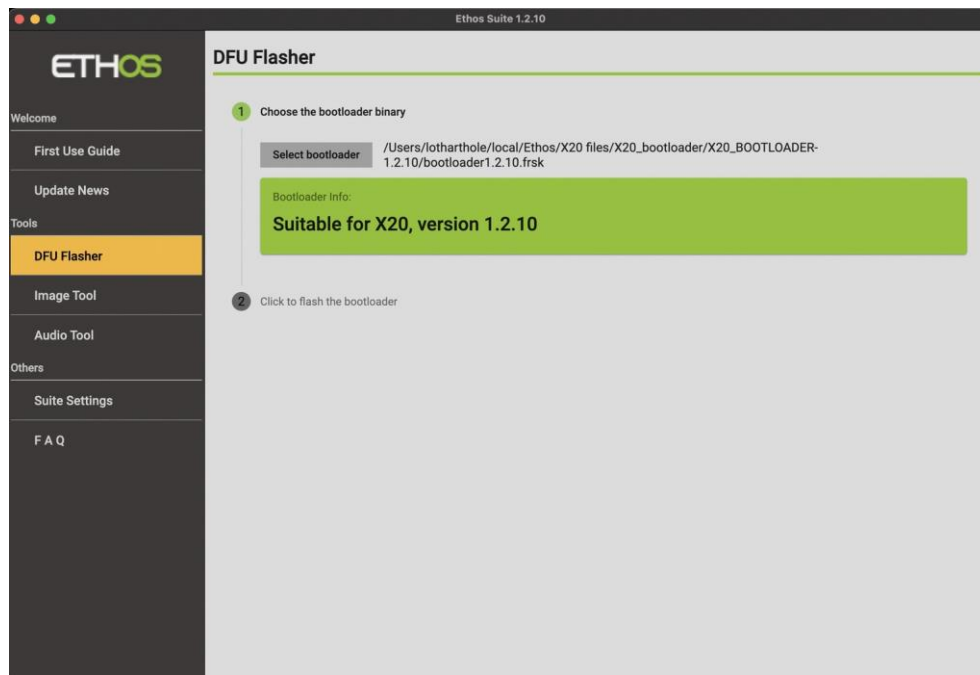 Ethos Suite 1.2.10
ETHOS
Welcome
First Use Guide
Update News
Tools
DFU Flasher
Image Tool
Audio Tool
Others
Suite Settings
F A Q
DFU Flasher
1 Choose the bootloader binary
Select bootloader
/Users/lotharthole/local/Ethos/X20 files/X20_bootloader/X20_BOOTLOADER-
1.2.10/bootloader1.2.10.frsk
Bootloader Info:
Suitable for X20, version 1.2.10
2 Click to flash the bootloader